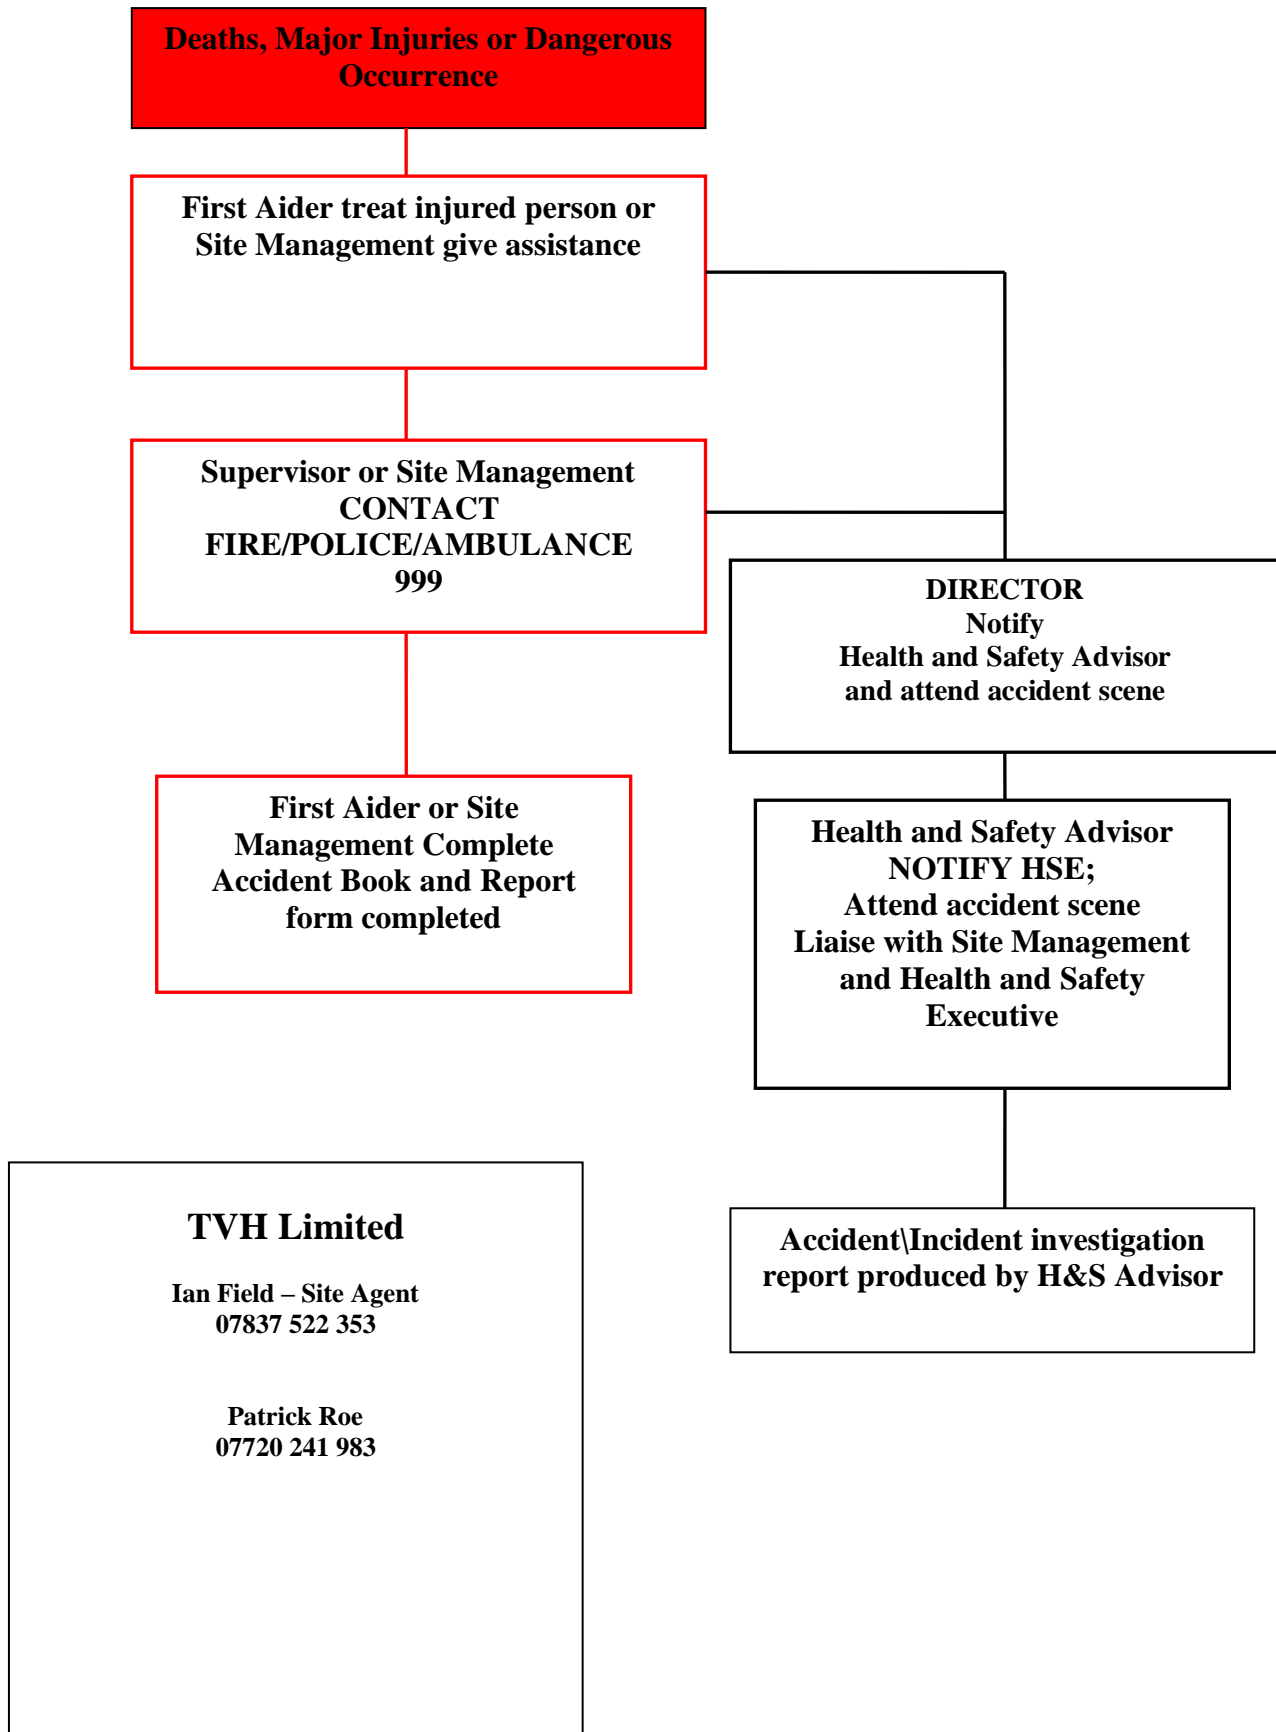 Deaths, Major Injuries or Dangerous
Occurrence
First Aider treat injured person or
Site Management give assistance
Supervisor or Site Management
CONTACT
FIRE/POLICE/AMBULANCE
999
DIRECTOR
Notify
Health and Safety Advisor
and attend accident scene
First Aider or Site
Management Complete
Accident Book and Report
form completed
Health and Safety Advisor
NOTIFY HSE;
Attend accident scene
Liaise with Site Management
and Health and Safety
Executive
TVH Limited
Ian Field – Site Agent
07837 522 353
Patrick Roe
07720 241 983
Accident\Incident investigation
report produced by H&S Advisor